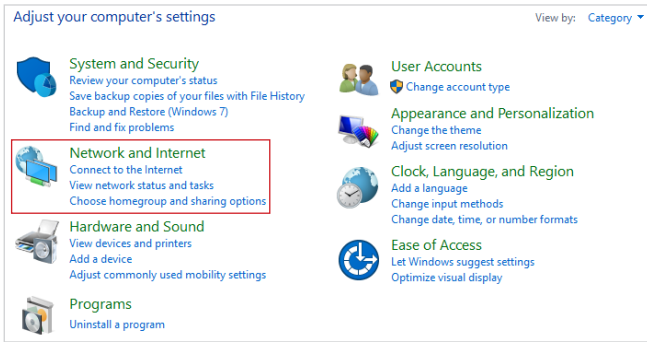 Adjust your computer's settings
View by: Category
System and Security
Review your computer's status
Save backup copies of your files with File History
Backup and Restore (Windows 7)
Find and fix problems
Network and Internet
Connect to the Internet
View network status and tasks
Choose homegroup and sharing options
Hardware and Sound
View devices and printers
Add a device
Adjust commonly used mobility settings
Programs
Uninstall a program
User Accounts
Change account type
Appearance and Personalization
Change the theme
Adjust screen resolution
Clock, Language, and Region
Add a language
Change input methods
Change date, time, or number formats
Ease of Access
Let Windows suggest settings
Optimize visual display